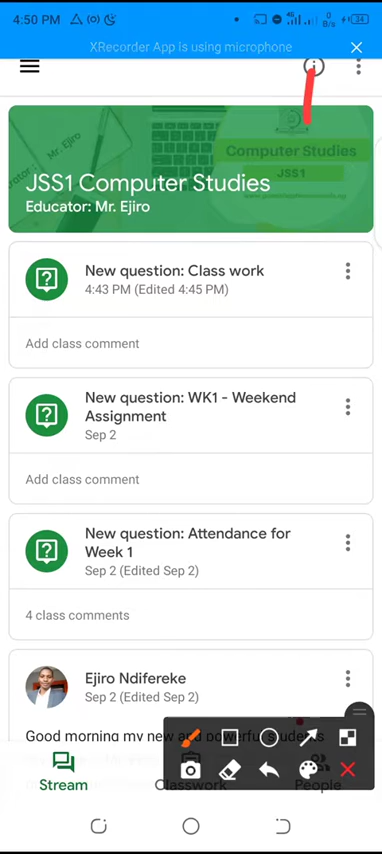 4:50 PM
4G
0
B/s
34
XRecorder App is using microphone
Mr. Ejiro
Computer Studies
JSS1
JSS1 Computer Studies
Educator: Mr. Ejiro
New question: Class work
4:43 PM (Edited 4:45 PM)
Add class comment
New question: WK1 - Weekend
Assignment
Sep 2
Add class comment
New question: Attendance for
Week 1
Sep 2 (Edited Sep 2)
4 class comments
Ejiro Ndifereke
Sep 2 (Edited Sep 2)
Good morning my new and powerful students
Stream
Classwork
People